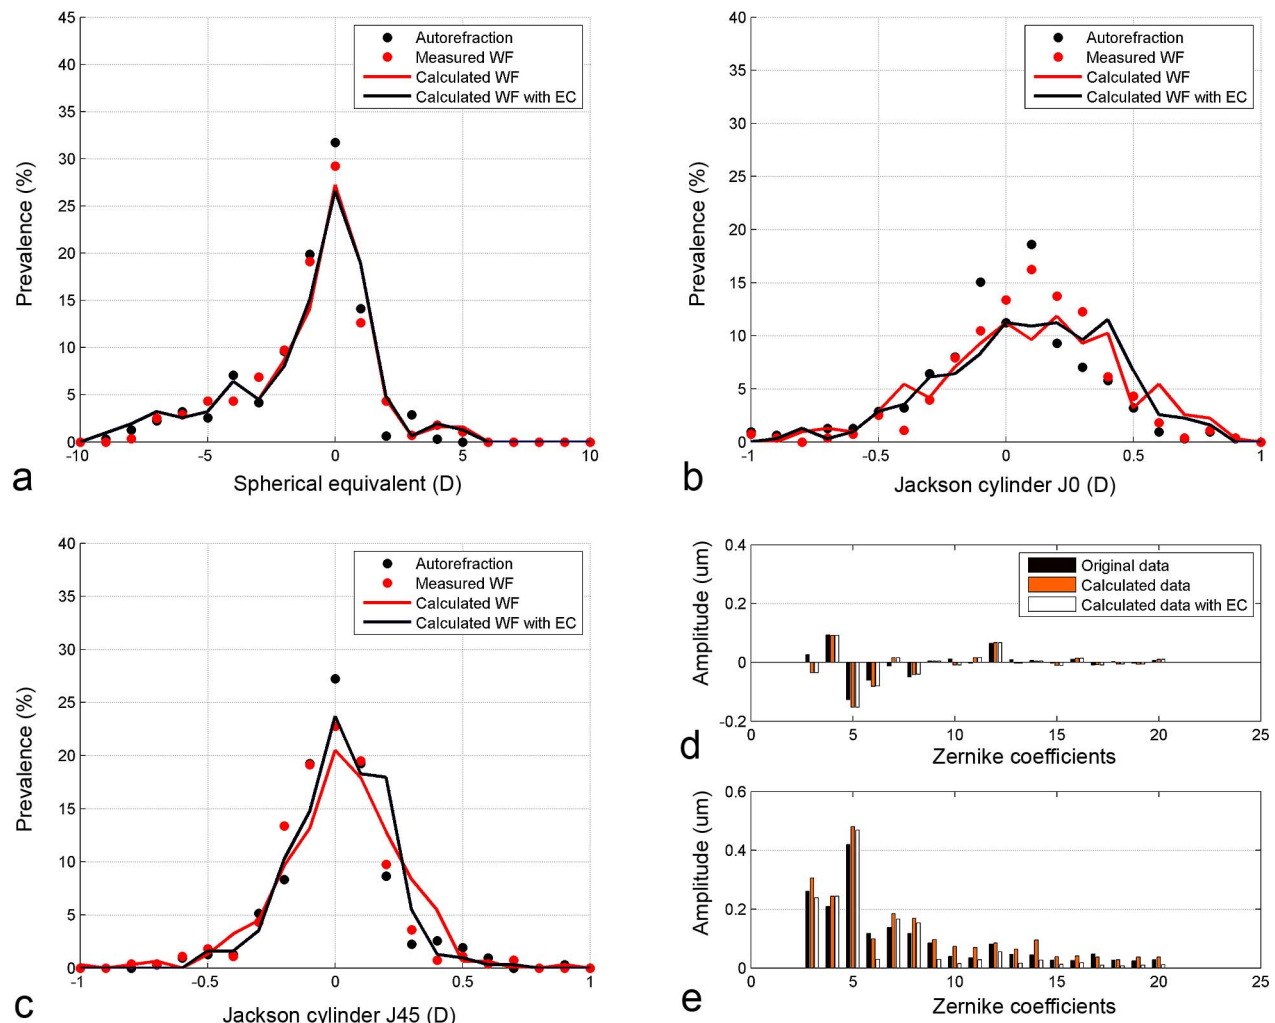 45
40
35
30
25
20
15
10
5
0
-10
-5
0
5
10
Prevalence (%)
Spherical equivalent (D)
Autorefraction
Measured WF
Calculated WF
Calculated WF with EC
a
45
40
35
30
25
20
15
10
5
0
-1
-0.5
0
0.5
1
Prevalence (%)
Jackson cylinder J0 (D)
Autorefraction
Measured WF
Calculated WF
Calculated WF with EC
b
40
35
30
25
20
15
10
5
0
-1
-0.5
0
0.5
1
Prevalence (%)
Jackson cylinder J45 (D)
Autorefraction
Measured WF
Calculated WF
Calculated WF with EC
c
0.4
0.2
0
-0.2
0
5
10
15
20
25
Amplitude (um)
Zernike coefficients
Original data
Calculated data
Calculated data with EC
d
0.6
0.4
0.2
0
0
5
10
15
20
25
Amplitude (um)
Zernike coefficients
e